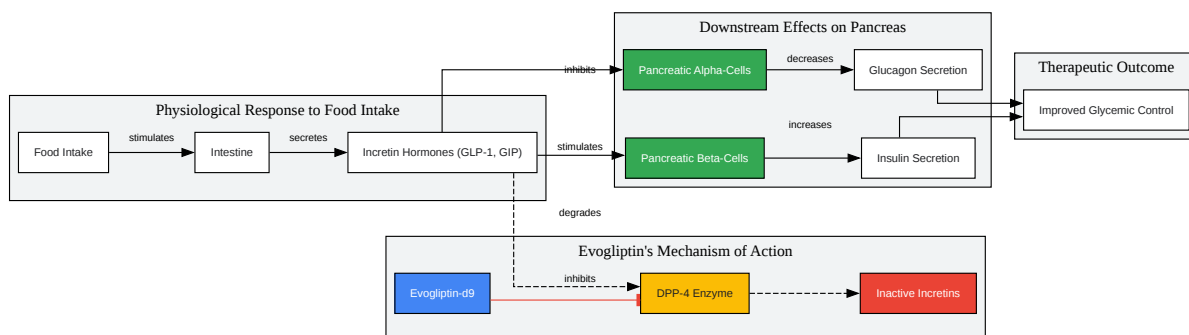 Downstream Effects on Pancreas
inhibits
Pancreatic Alpha-Cells
decreases
Glucagon Secretion
Therapeutic Outcome
Improved Glycemic Control
Physiological Response to Food Intake
Food Intake
stimulates
Intestine
secretes
Incretin Hormones (GLP-1, GIP)
stimulates
Pancreatic Beta-Cells
increases
Insulin Secretion
degrades
Evogliptin's Mechanism of Action
Evogliptin-d9
inhibits
DPP-4 Enzyme
Inactive Incretins